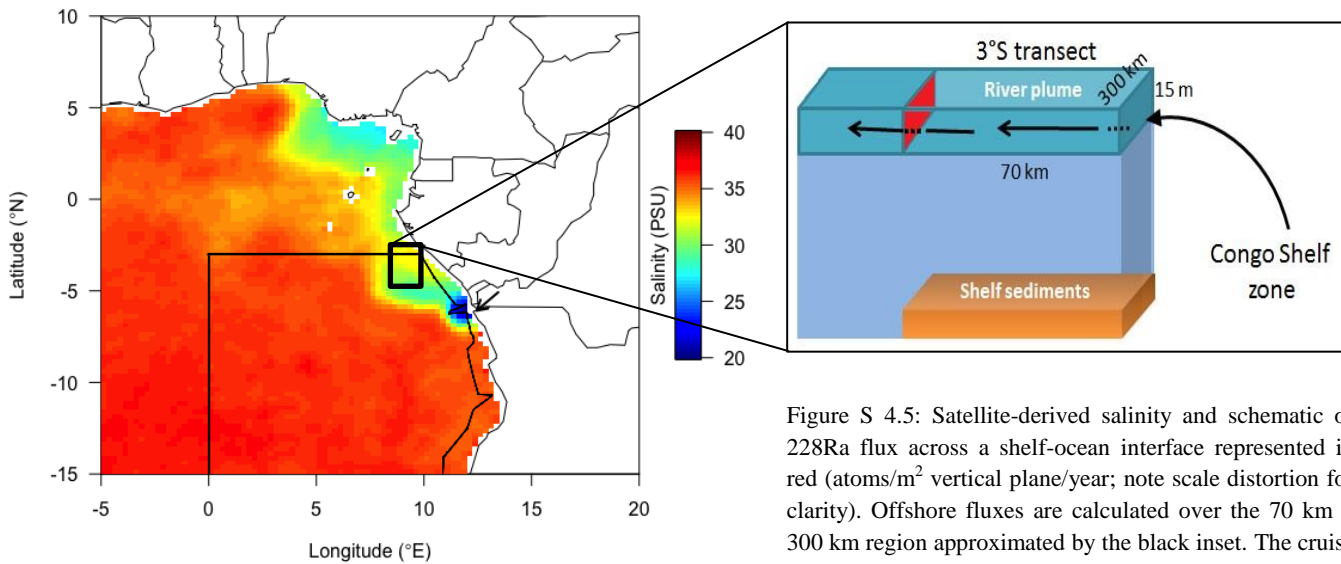 10
5
0
-5
-10
-15
Latitude (°N)
-5
0
5
10
15
20
Longitude (°E)
40
35
30
25
20
Salinity (PSU)
3°S transect
River plume
300 km
15 m
70 km
Congo Shelf
zone
Shelf sediments
Figure S 4.5: Satellite-derived salinity and schematic o
228Ra flux across a shelf-ocean interface represented i
red (atoms/m² vertical plane/year; note scale distortion fo
clarity). Offshore fluxes are calculated over the 70 km
300 km region approximated by the black inset. The cruis